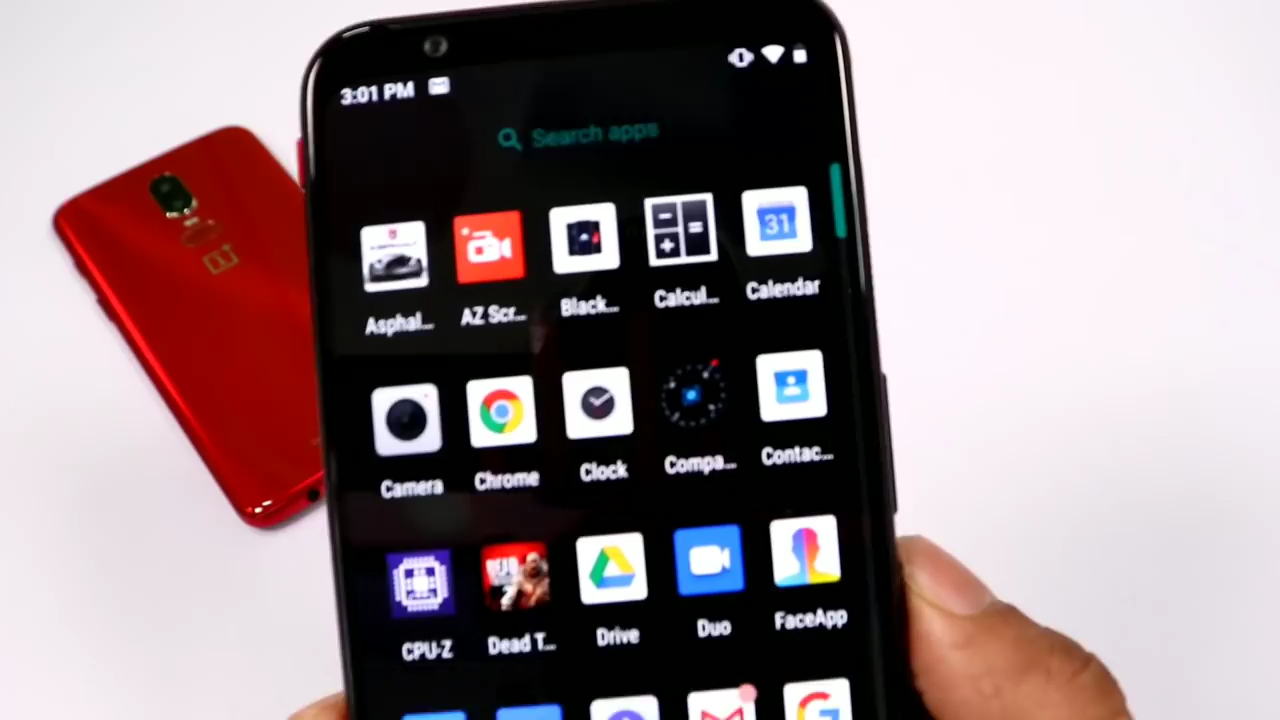 3:01 PM
Search apps
31
Asphal...
AZ Scr...
Black...
Calcul...
Calendar
Camera
Chrome
Clock
Compa...
Contac...
DEAD
CPU-Z
Dead T...
Drive
Duo
FaceApp